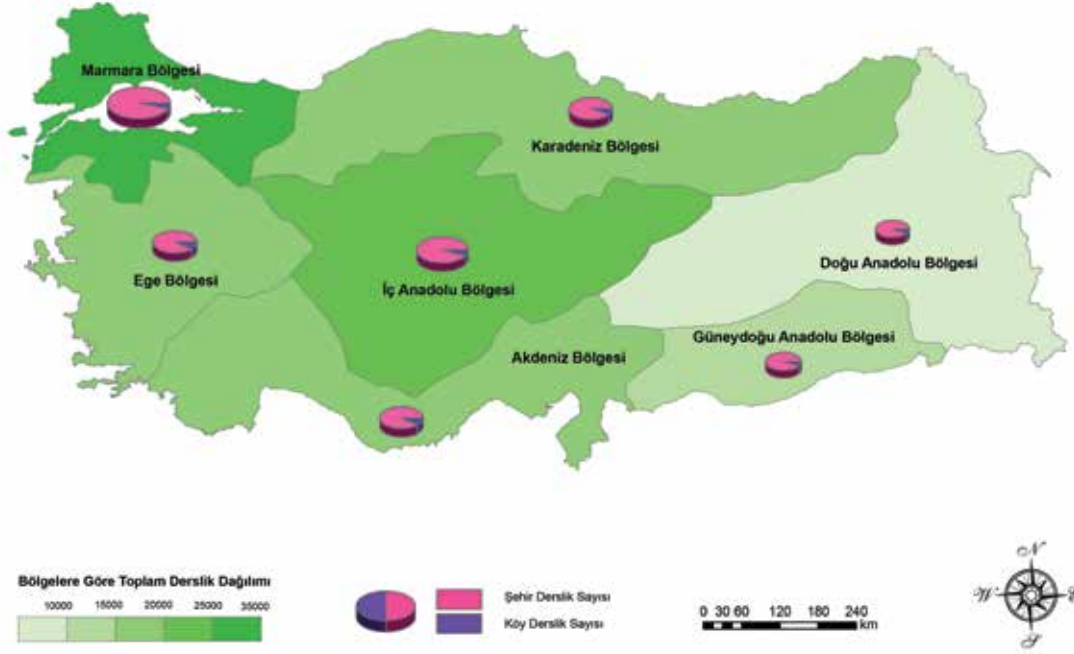 Marmara Bölgesi
Karadeniz Bölgesi
Ege Bölgesi
İç Anadolu Bölgesi
Doğu Anadolu Bölgesi
Güneydoğu Anadolu Bölgesi
Akdeniz Bölgesi
Bölgelere Göre Toplam Derslik Dağılımı
10000 15000 20000 25000 35000
Şehir Derslik Sayısı
Köy Derslik Sayısı
0 30 60 120 180 240
km
N
W E
S